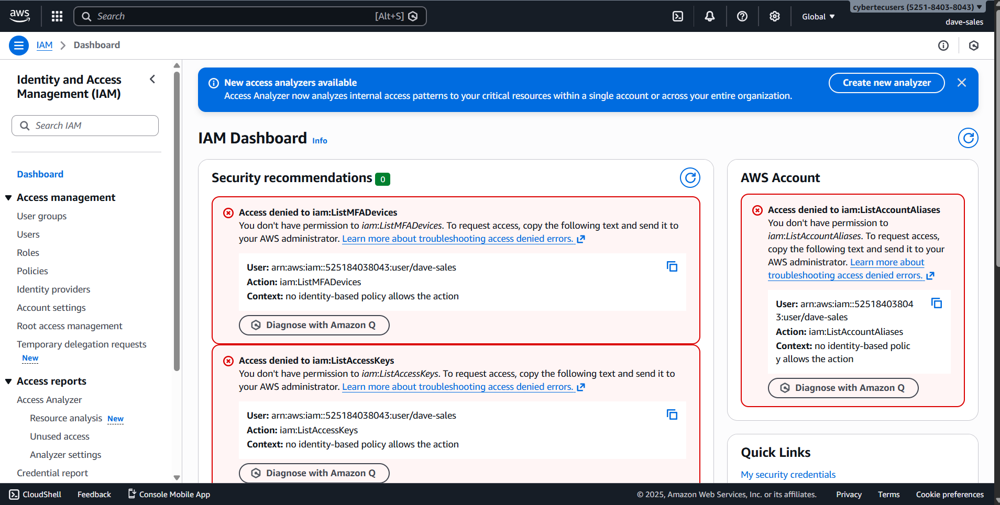 aws
Search
[Alt+S]
Global
cybertecusers (5251-8403-8043)
dave-sales
IAM
Dashboard
Identity and Access
Management (IAM)
Search IAM
Dashboard
Access management
User groups
Users
Roles
Policies
Identity providers
Account settings
Root access management
Temporary delegation requests
New
Access reports
Access Analyzer
Resource analysis New
Unused access
Analyzer settings
Credential report
New access analyzers available
Access Analyzer now analyzes internal access patterns to your critical resources within a single account or across your entire organization.
Create new analyzer
IAM Dashboard Info
Security recommendations 0
Access denied to iam:ListMFADevices
You don't have permission to iam:ListMFADevices. To request access, copy the following text and send it to
your AWS administrator. Learn more about troubleshooting access denied errors.
User: arn:aws:iam::525184038043:user/dave-sales
Action: iam:ListMFADevices
Context: no identity-based policy allows the action
Diagnose with Amazon Q
Access denied to iam:ListAccessKeys
You don't have permission to iam:ListAccessKeys. To request access, copy the following text and send it to
your AWS administrator. Learn more about troubleshooting access denied errors.
User: arn:aws:iam::525184038043:user/dave-sales
Action: iam:ListAccessKeys
Context: no identity-based policy allows the action
Diagnose with Amazon Q
AWS Account
Access denied to iam:ListAccountAliases
You don't have permission to
iam:ListAccountAliases. To request access,
copy the following text and send it to your
AWS administrator. Learn more about
troubleshooting access denied errors.
User: arn:aws:iam::52518403804
3:user/dave-sales
Action: iam:ListAccountAliases
Context: no identity-based polic
y allows the action
Diagnose with Amazon Q
Quick Links
My security credentials
CloudShell
Feedback
Console Mobile App
© 2025, Amazon Web Services, Inc. or its affiliates.
Privacy
Terms
Cookie preferences